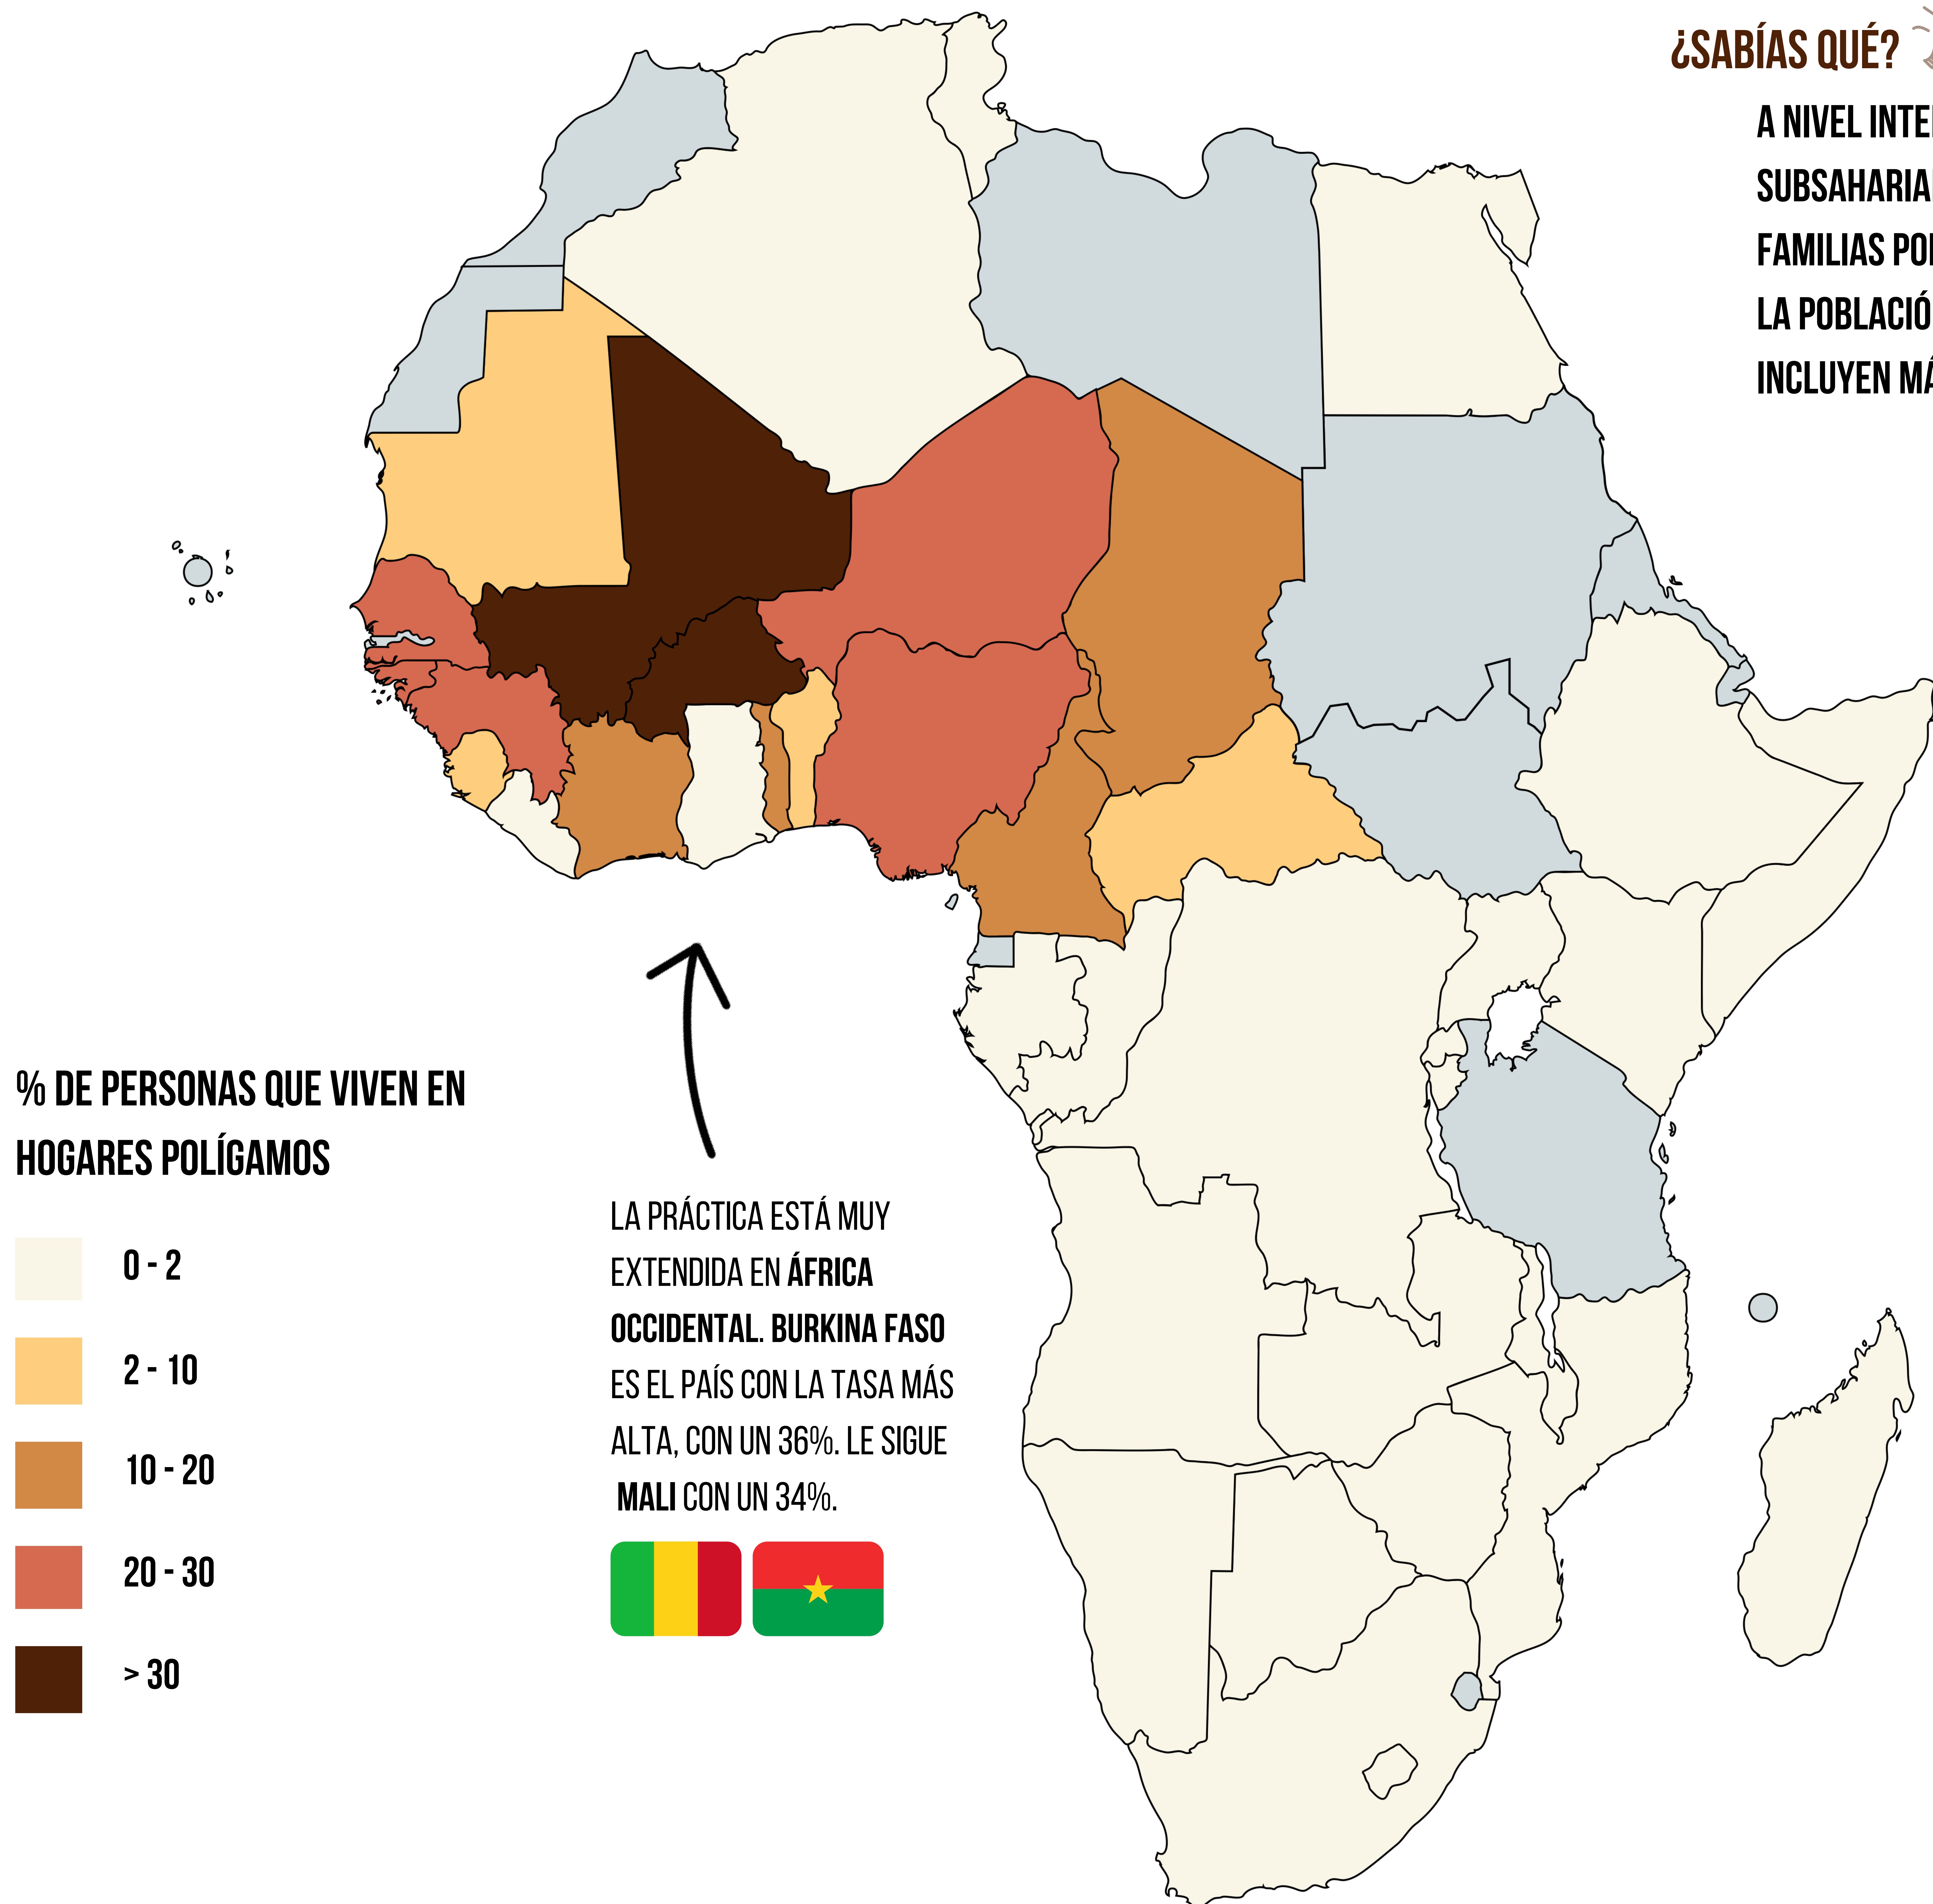 ¿SABÍAS QUÉ?
A NIVEL
SUBSAHARIA
FAMILIAS
LA POBLACIÓ
INCLUYEN
% DE PERSONAS QUE VIVEN EN
HOGARES POLÍGAMOS
0 - 2
2 - 10
10 - 20
20 - 30
> 30
LA PRÁCTICA ESTÁ MUY
EXTENDIDA EN ÁFRICA
OCCIDENTAL. BURKINA FASO
ES EL PAÍS CON LA TASA MÁS
ALTA, CON UN 36%. LE SIGUE
MALI CON UN 34%.